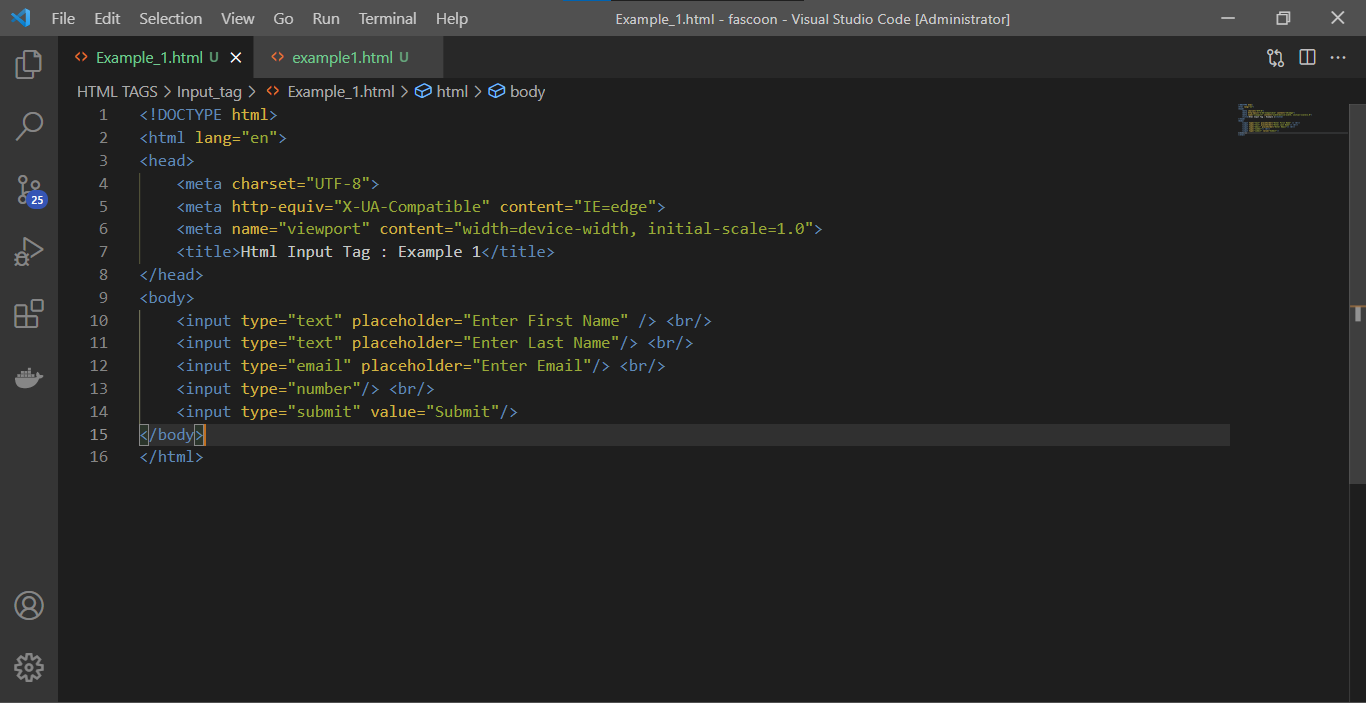 File Edit Selection View Go Run Terminal Help Example_1.html - fascoon - Visual Studio Code [Administrator]
Example_1.html U example1.html U
HTML TAGS > Input_tag > Example_1.html > html > body
1 <!DOCTYPE html>
2 <html lang="en">
3 <head>
4 <meta charset="UTF-8">
5 <meta http-equiv="X-UA-Compatible" content="IE=edge">
6 <meta name="viewport" content="width=device-width, initial-scale=1.0">
7 <title>Html Input Tag : Example 1</title>
8 </head>
9 <body>
10 <input type="text" placeholder="Enter First Name" /> <br/>
11 <input type="text" placeholder="Enter Last Name"/> <br/>
12 <input type="email" placeholder="Enter Email"/> <br/>
13 <input type="number"/> <br/>
14 <input type="submit" value="Submit"/>
15 </body>
16 </html>
25